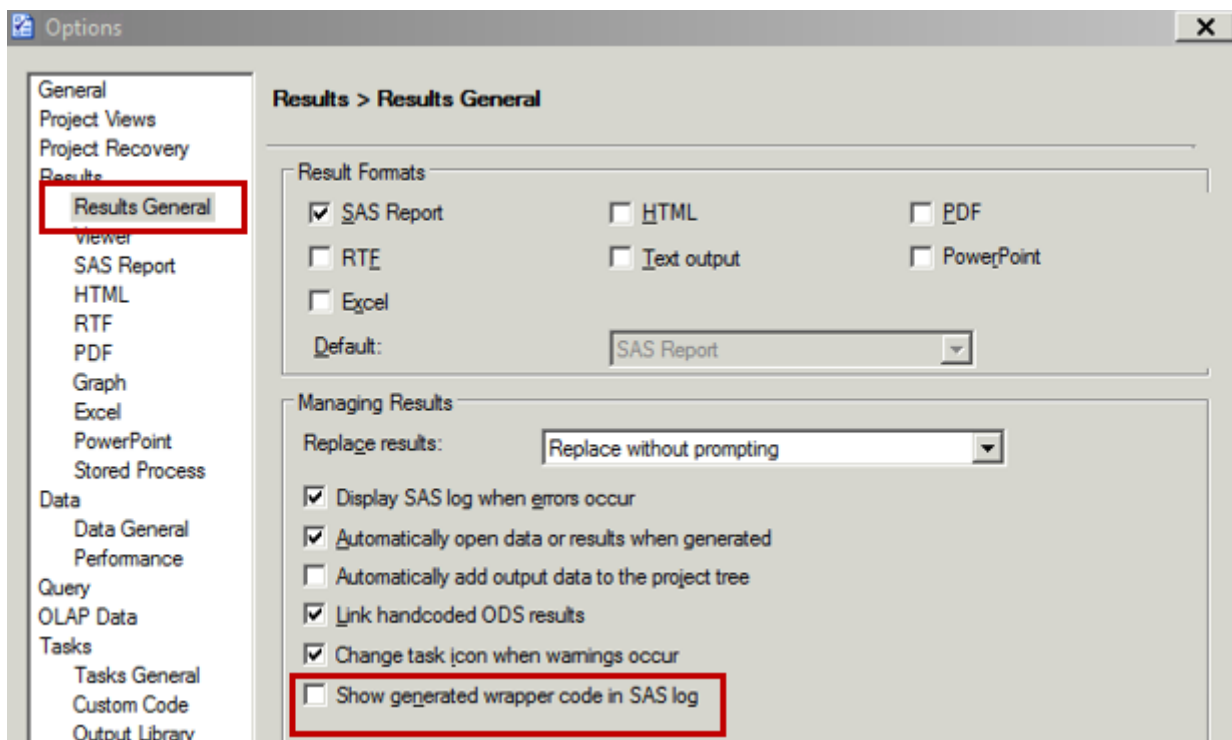 Options
General
Project Views
Project Recovery
Results
Results General
Viewer
SAS Report
HTML
RTF
PDF
Graph
Excel
PowerPoint
Stored Process
Data
Data General
Performance
Query
OLAP Data
Tasks
Tasks General
Custom Code
Output Library
Results > Results General
Result Formats
SAS Report HTML PDF
RTF Text output PowerPoint
Excel
Default: SAS Report
Managing Results
Replace results: Replace without prompting
Display SAS log when errors occur
Automatically open data or results when generated
Automatically add output data to the project tree
Link handcoded ODS results
Change task icon when warnings occur
Show generated wrapper code in SAS log